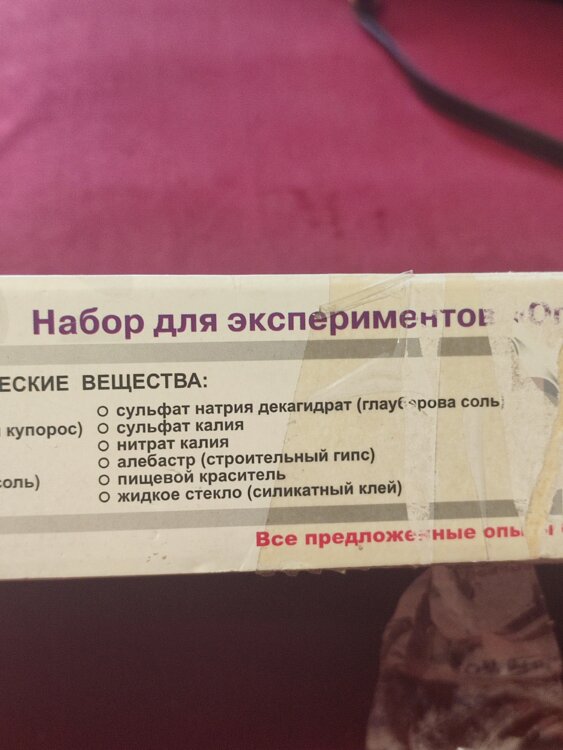 Набор для экспериментов
ЕСКИЕ ВЕЩЕСТВА:
сульфат натрия декагидрат (глауберова соль)
купорос)
сульфат калия
нитрат калия
алебастр (строительный гипс)
соль)
пищевой краситель
жидкое стекло (силикатный клей)
Все предложенные опыты